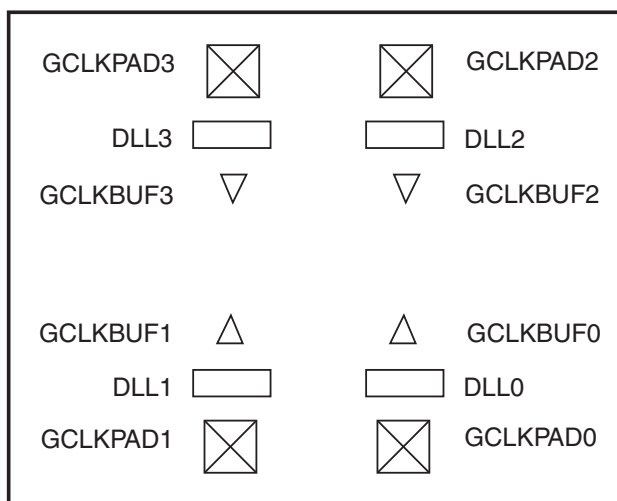 GCLKPAD3 GCLKPAD2
DLL3 DLL2
GCLKBUF3 GCLKBUF2
GCLKBUF1 GCLKBUF0
DLL1 DLL0
GCLKPAD1 GCLKPAD0